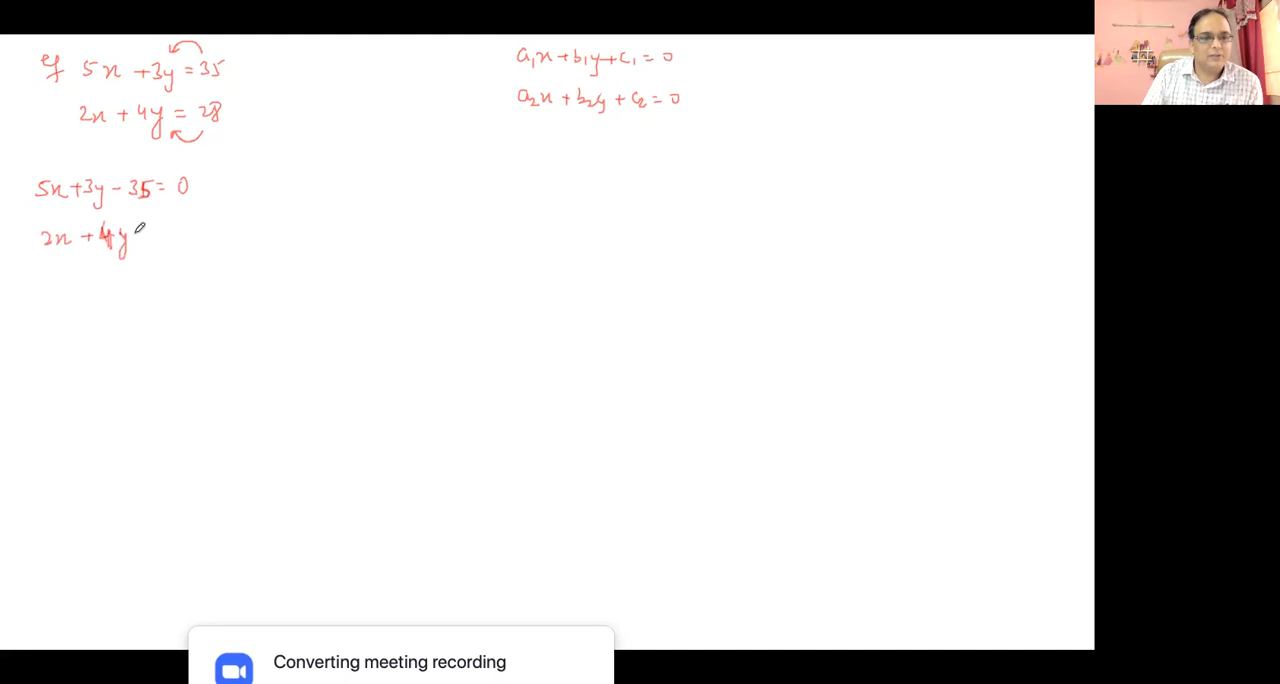 If 5x + 3y = 35
2x + 4y = 28
a₁x + b₁y + c₁ = 0
a₂x + b₂y + c₂ = 0
5x + 3y - 35 = 0
2x + 4y
Converting meeting recording